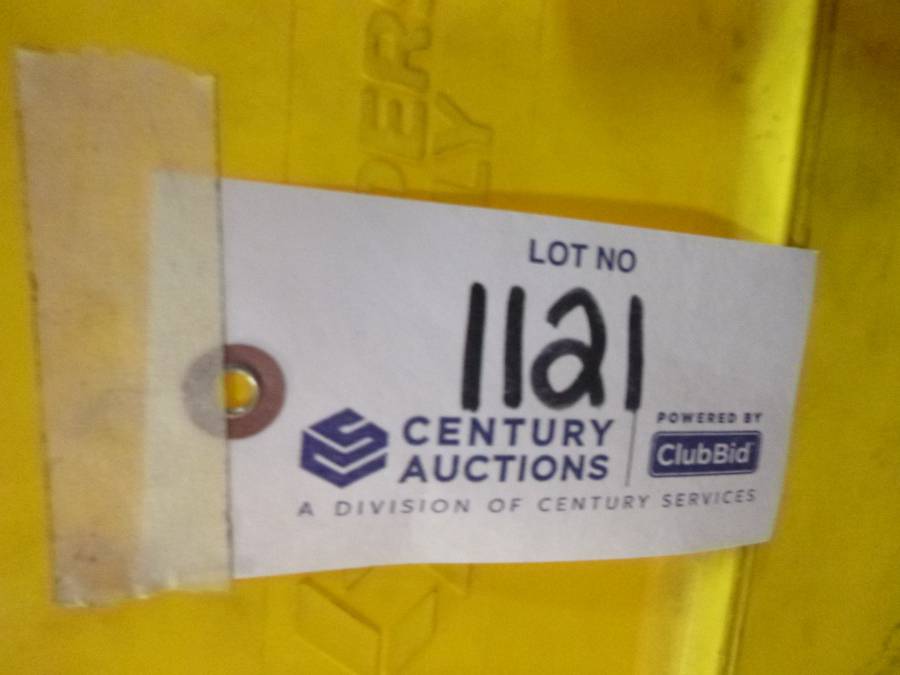 LOT NO
1121
CENTURY
AUCTIONS
POWERED BY
ClubBid
A DIVISION OF CENTURY SERVICES